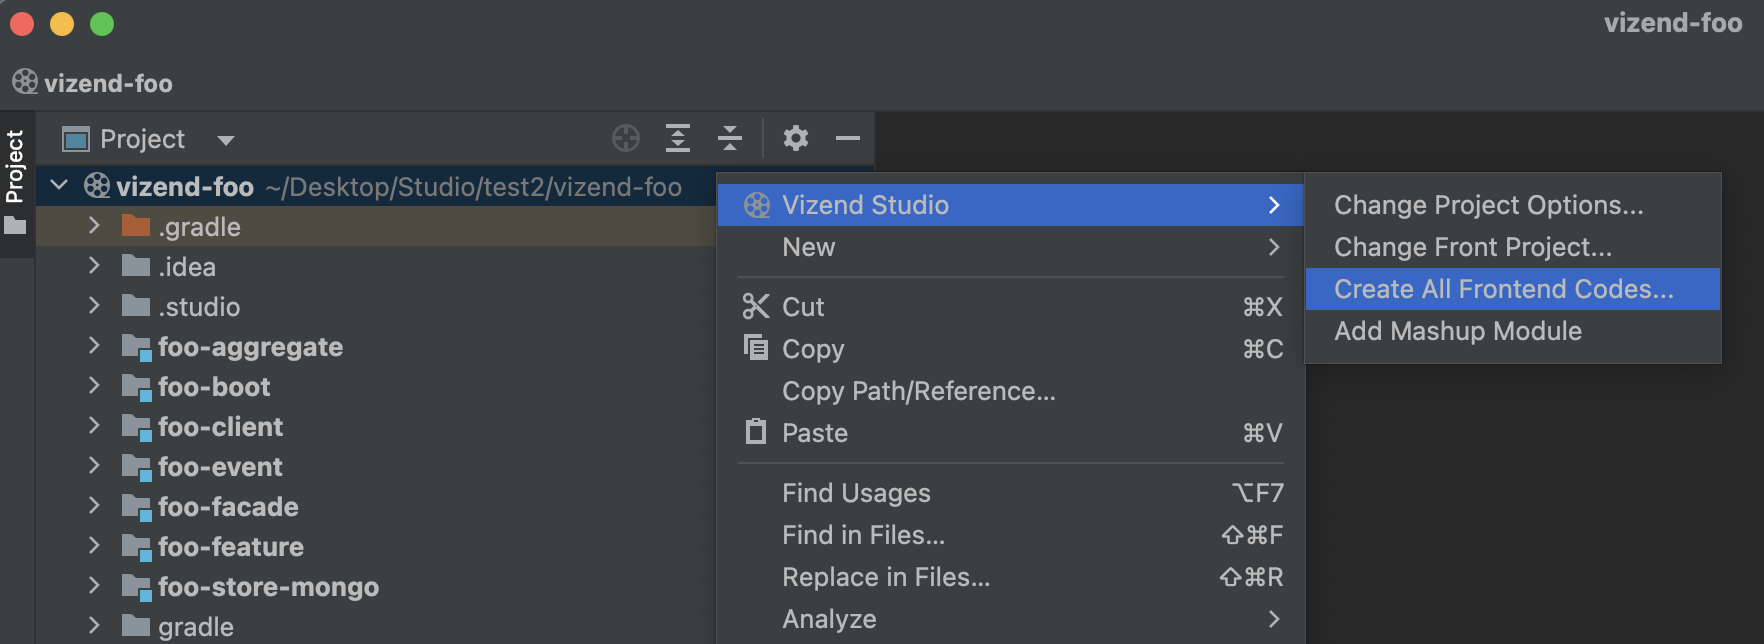 vizend-foo
vizend-foo
Project
Project
vizend-foo ~/Desktop/Studio/test2/vizend-foo
.gradle
.idea
.studio
foo-aggregate
foo-boot
foo-client
foo-event
foo-facade
foo-feature
foo-store-mongo
gradle
Vizend Studio
New
Cut ⌘X
Copy ⌘C
Copy Path/Reference...
Paste ⌘V
Find Usages ⌥F7
Find in Files... ⇧⌘F
Replace in Files... ⇧⌘R
Analyze
Change Project Options...
Change Front Project...
Create All Frontend Codes...
Add Mashup Module